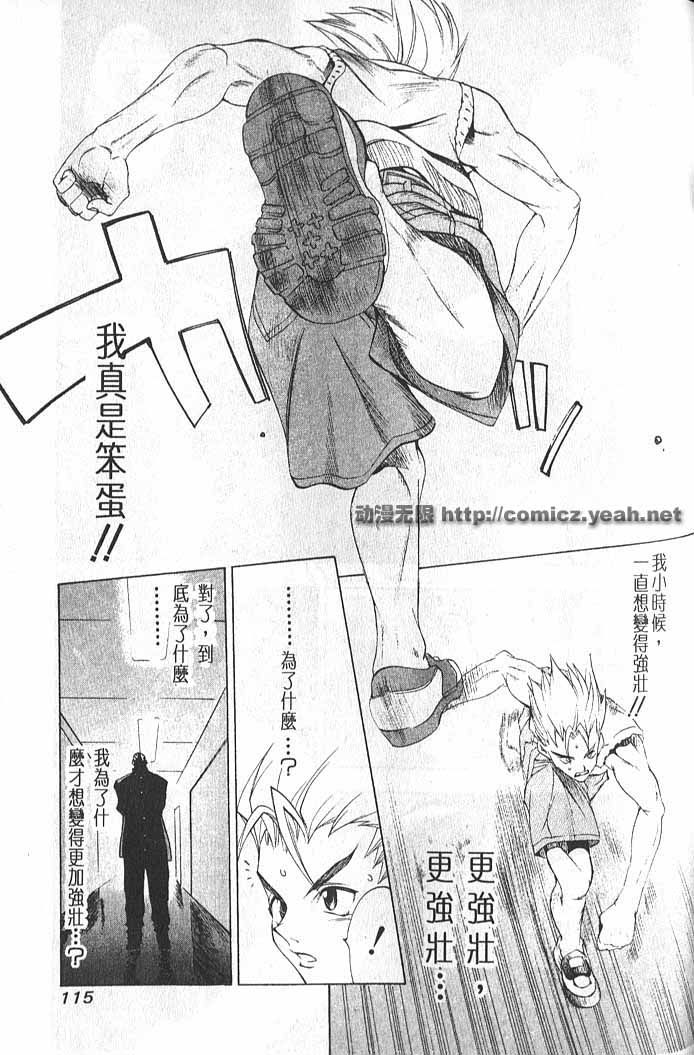 我真是笨蛋!!
动漫无限 http://comicz.yeah.net
我小時候，
一直想變得強壯!!
更強壯，
更強壯…
………為了什麼…?
!
對了，到
底為了什麼
………
我為了什
麼才想變得更加強壯…?
115